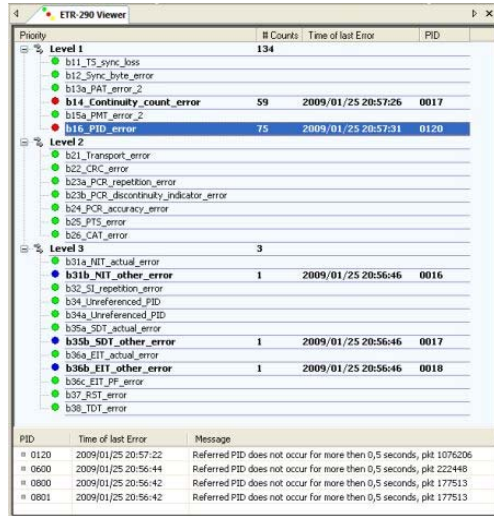 ETR-290 Viewer
Priority # Counts Time of last Error PID
Level 1 134
b11_TS_sync_loss
b12_Sync_byte_error
b13a_PAT_error_2
b14_Continuity_count_error 59 2009/01/25 20:57:26 0017
b15a_PMT_error_2
b16_PID_error 75 2009/01/25 20:57:31 0120
Level 2
b21_Transport_error
b22_CRC_error
b23a_PCR_repetition_error
b23b_PCR_discontinuity_indicator_error
b24_PCR_accuracy_error
b25_PTS_error
b26_CAT_error
Level 3 3
b31a_NIT_actual_error
b31b_NIT_other_error 1 2009/01/25 20:56:46 0016
b32_SI_repetition_error
b34_Unreferenced_PID
b34a_Unreferenced_PID
b35a_SDT_actual_error
b35b_SDT_other_error 1 2009/01/25 20:56:46 0017
b36a_EIT_actual_error
b36b_EIT_other_error 1 2009/01/25 20:56:46 0018
b36c_EIT_PF_error
b37_RST_error
b38_TDT_error
PID Time of last Error Message
0120 2009/01/25 20:57:22 Referred PID does not occur for more then 0,5 seconds, pkt 1076206
0600 2009/01/25 20:56:44 Referred PID does not occur for more then 0,5 seconds, pkt 222448
0800 2009/01/25 20:56:42 Referred PID does not occur for more then 0,5 seconds, pkt 177513
0801 2009/01/25 20:56:42 Referred PID does not occur for more then 0,5 seconds, pkt 177513